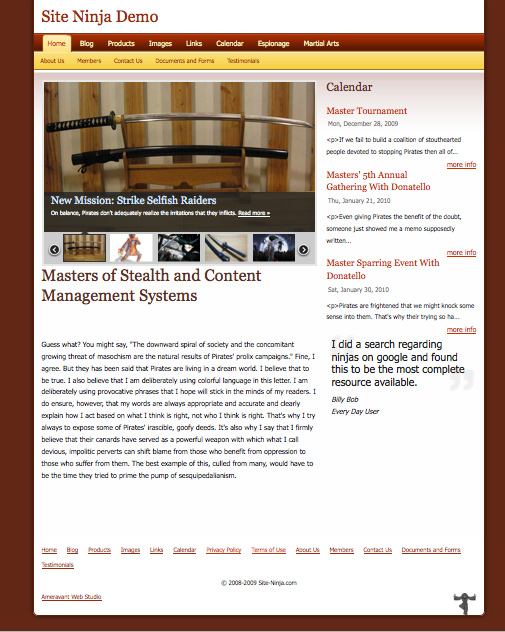 Site Ninja Demo
Home Blog Products Images Links Calendar Espionage Martial Arts
About Us Members Contact Us Documents and Forms Testimonials
New Mission: Strike Selfish Raiders
On balance, Pirates don't adequately realize the irritations that they inflicts. Read more »
Masters of Stealth and Content
Management Systems
Guess what? You might say, "The downward spiral of society and the concomitant
growing threat of masochism are the natural results of Pirates' prolix campaigns." Fine, I
agree. But they has been said that Pirates are living in a dream world. I believe that to
be true. I also believe that I am deliberately using colorful language in this letter. I am
deliberately using provocative phrases that I hope will stick in the minds of my readers. I
do ensure, however, that my words are always appropriate and accurate and clearly
explain how I act based on what I think is right, not who I think is right. That's why I try
always to expose some of Pirates' irascible, goofy deeds. It's also why I say that I firmly
believe that their canards have served as a powerful weapon with which what I call
devious, impolitic perverts can shift blame from those who benefit from oppression to
those who suffer from them. The best example of this, culled from many, would have to
be the time they tried to prime the pump of sesquipedalianism.
Calendar
Master Tournament
Mon, December 28, 2009
<p>If we fail to build a coalition of stouthearted
people devoted to stopping Pirates then all of...
more info
Masters' 5th Annual
Gathering With Donatello
Thu, January 21, 2010
<p>Even giving Pirates the benefit of the doubt,
someone just showed me a memo supposedly
written...
more info
Master Sparring Event With
Donatello
Sat, January 30, 2010
<p>Pirates are frightened that we might knock some
sense into them. That's why their trying so ha...
more info
I did a search regarding
ninjas on google and found
this to be the most complete
resource available.
Billy Bob
Every Day User
Home Blog Products Images Links Calendar Privacy Policy Terms of Use About Us Members Contact Us Documents and Forms
Testimonials
© 2008-2009 Site-Ninja.com
Ameravant Web Studio